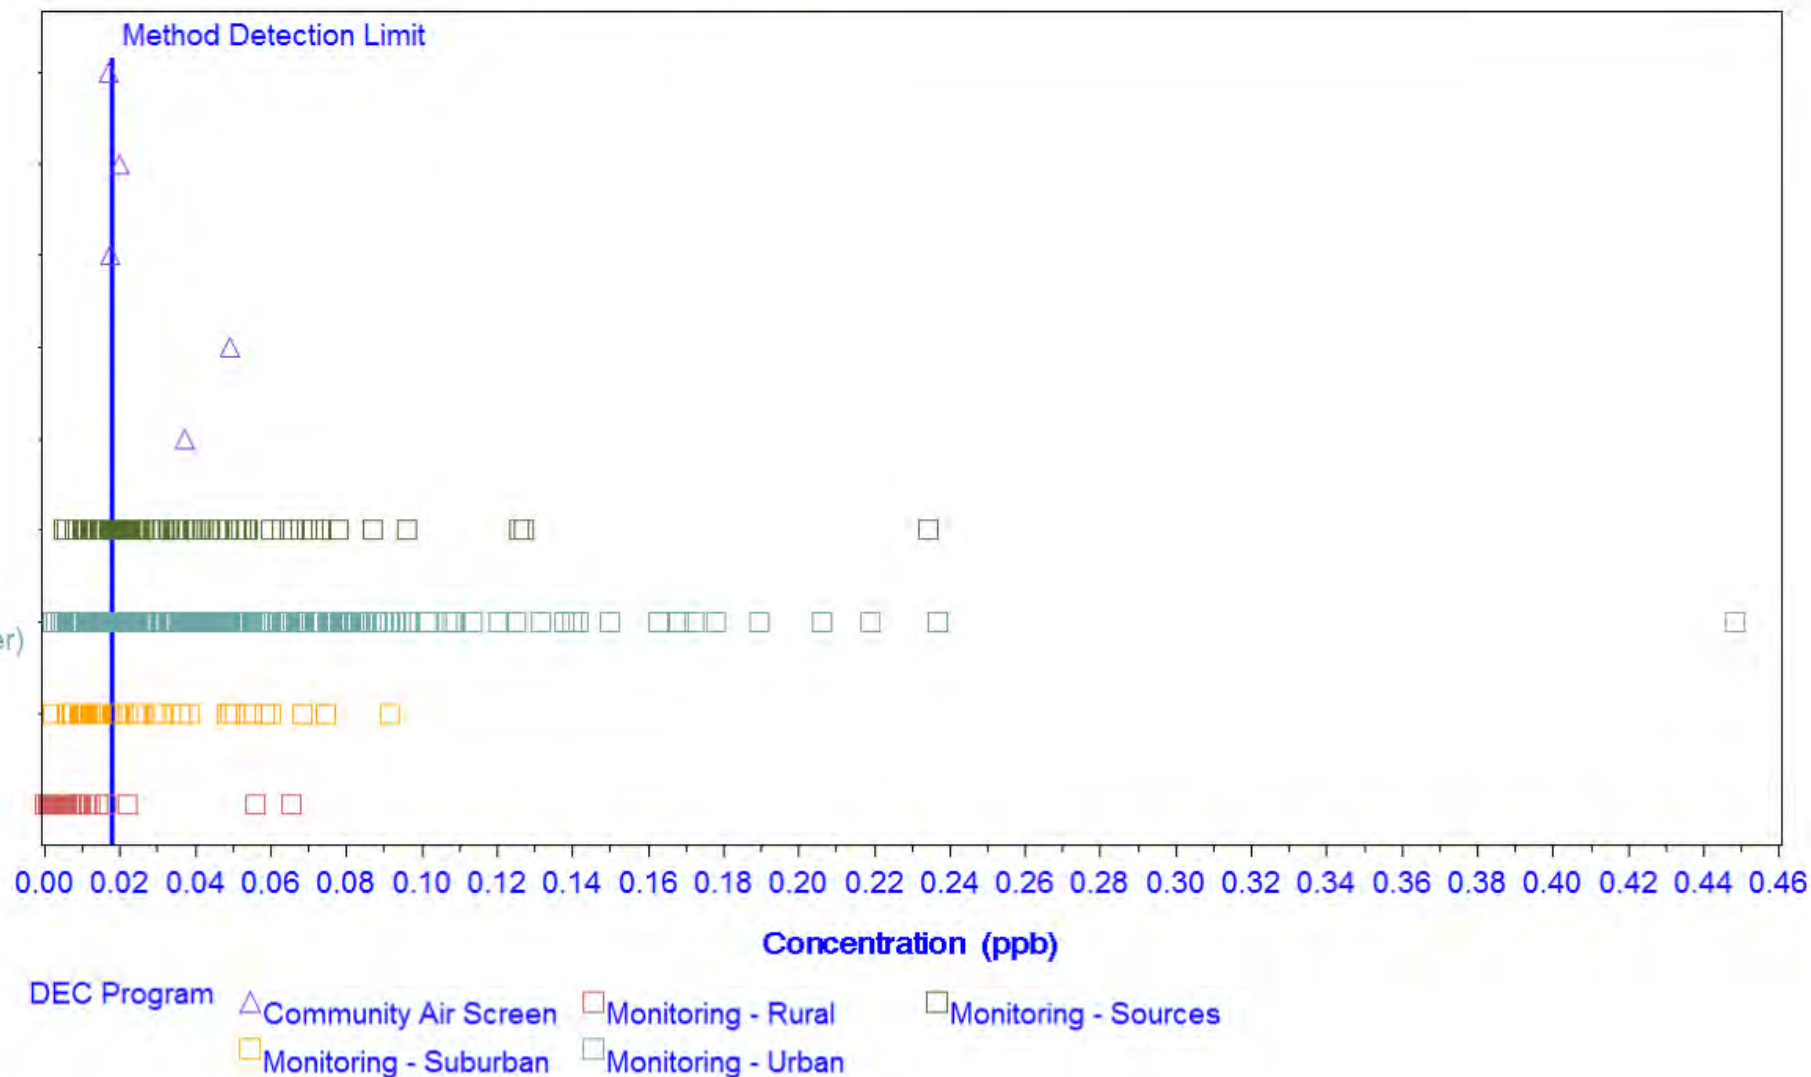 Method Detection Limit
er)
0.00 0.02 0.04 0.06 0.08 0.10 0.12 0.14 0.16 0.18 0.20 0.22 0.24 0.26 0.28 0.30 0.32 0.34 0.36 0.38 0.40 0.42 0.44 0.46
Concentration (ppb)
DEC Program
Community Air Screen Monitoring - Rural Monitoring - Sources
Monitoring - Suburban Monitoring - Urban